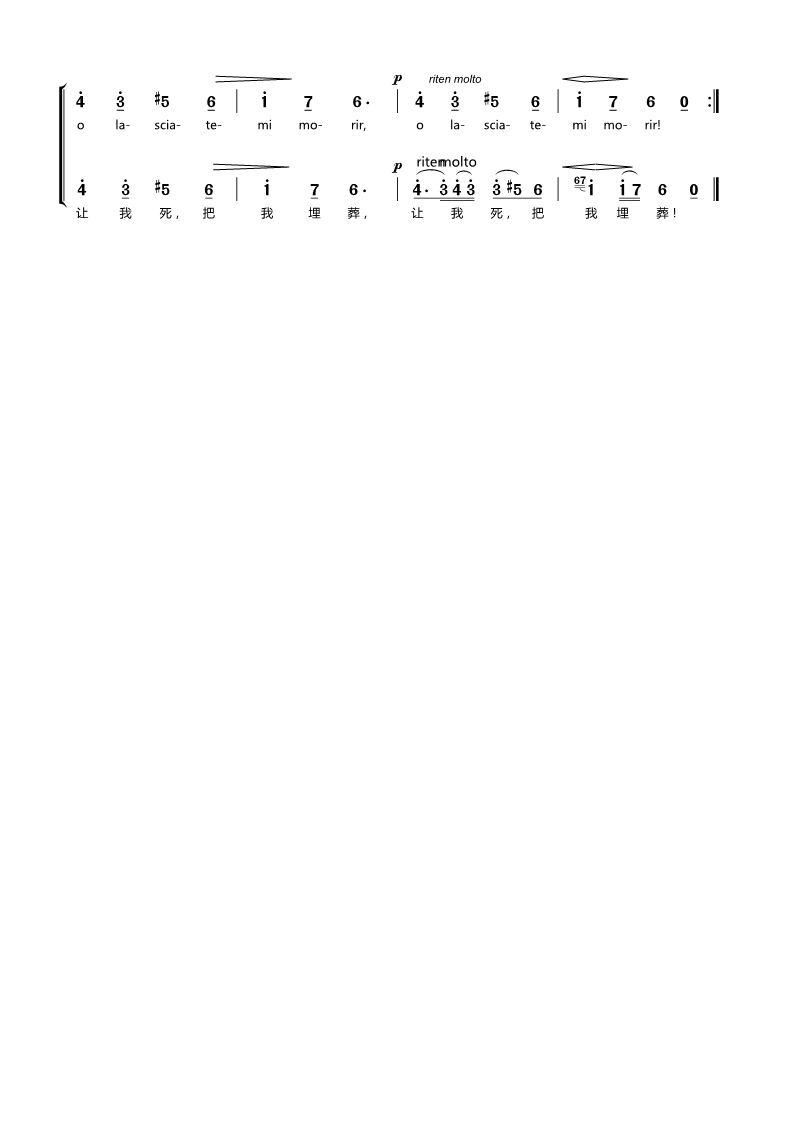 p riten molto
4 3 #5 6 | 1 7 6· | 4 3 #5 6 | 1 7 6 0 :‖
o la- scia- te- mi mo- rir, o la- scia- te- mi mo- rir!
p riten molto
4 3 #5 6 | 1 7 6· | 4· 3 4 3 3 #5 6 | 67 1 1 7 6 0 ‖
让 我 死, 把 我 埋 葬, 让 我 死, 把 我 埋 葬!